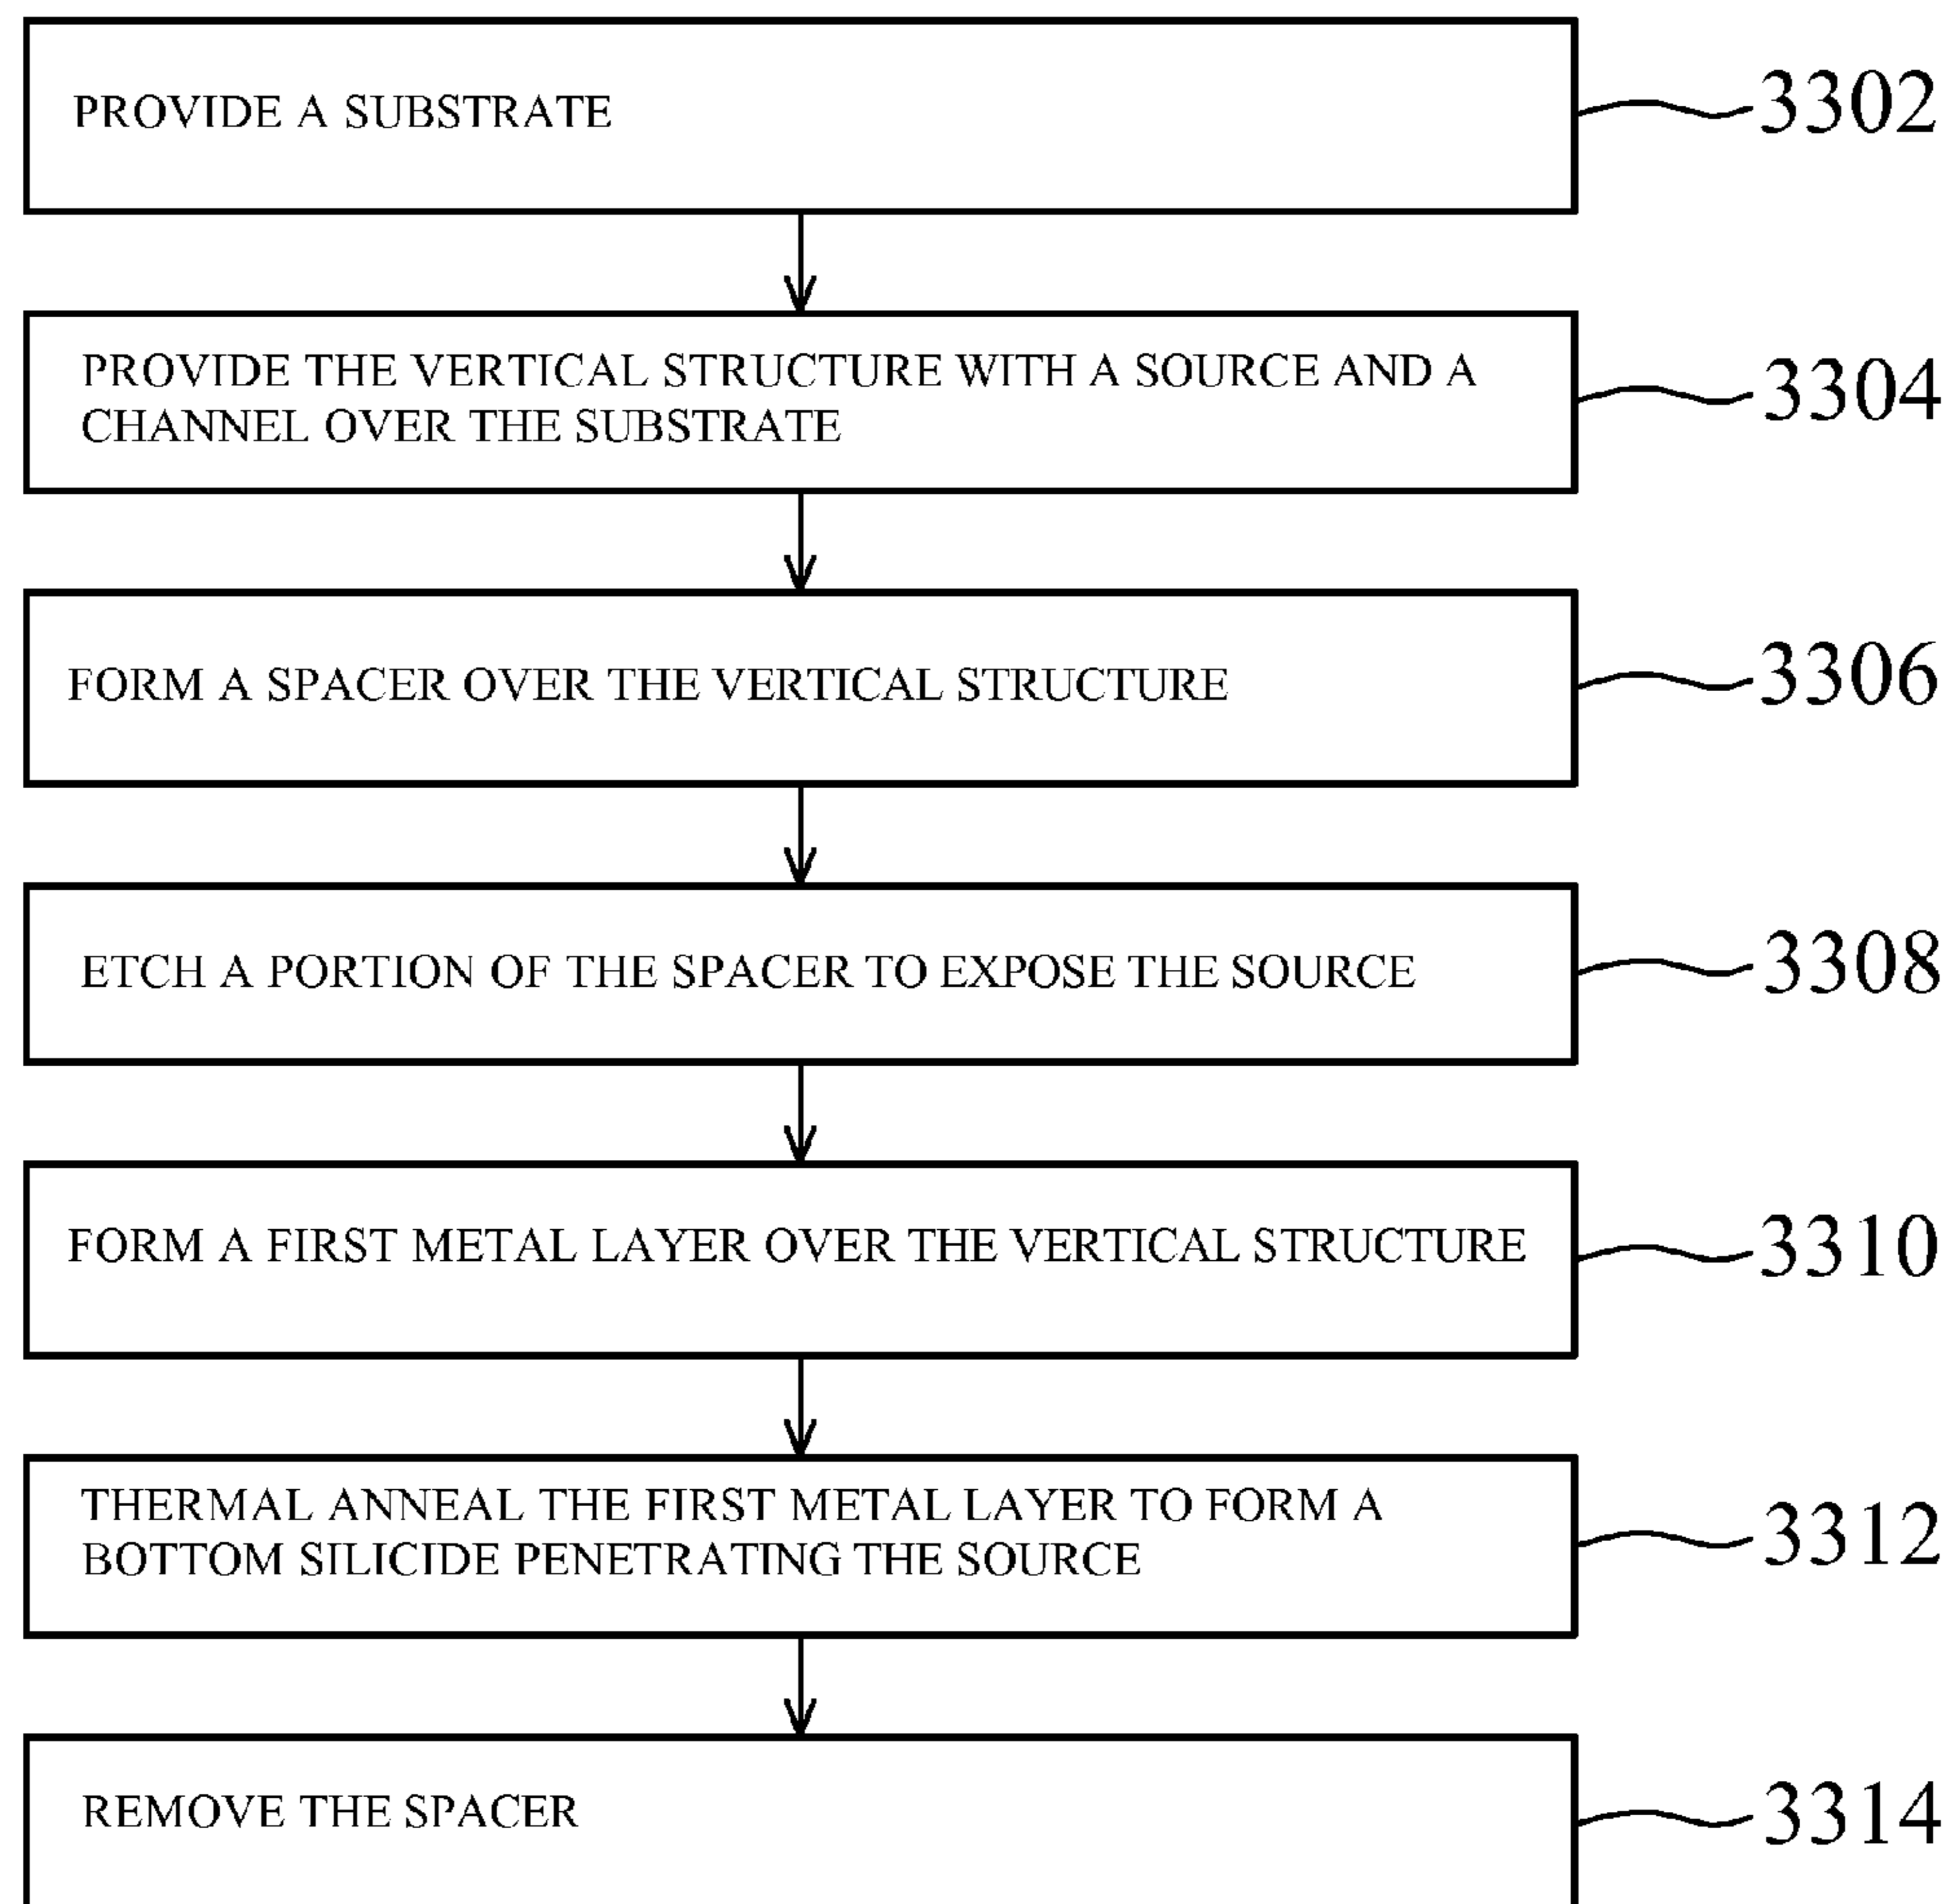 PROVIDE A SUBSTRATE
3302
PROVIDE THE VERTICAL STRUCTURE WITH A SOURCE AND A
CHANNEL OVER THE SUBSTRATE
3304
FORM A SPACER OVER THE VERTICAL STRUCTURE
3306
ETCH A PORTION OF THE SPACER TO EXPOSE THE SOURCE
3308
FORM A FIRST METAL LAYER OVER THE VERTICAL STRUCTURE
3310
THERMAL ANNEAL THE FIRST METAL LAYER TO FORM A
BOTTOM SILICIDE PENETRATING THE SOURCE
3312
REMOVE THE SPACER
3314